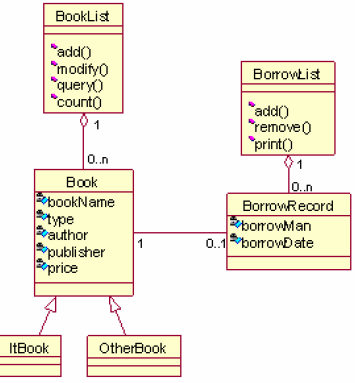 BookList
add()
modify()
query()
count()
1
0..n
BorrowList
add()
remove()
print()
1
0..n
Book
bookName
type
author
publisher
price
1
0..1
BorrowRecord
borrowMan
borrowDate
ItBook
OtherBook